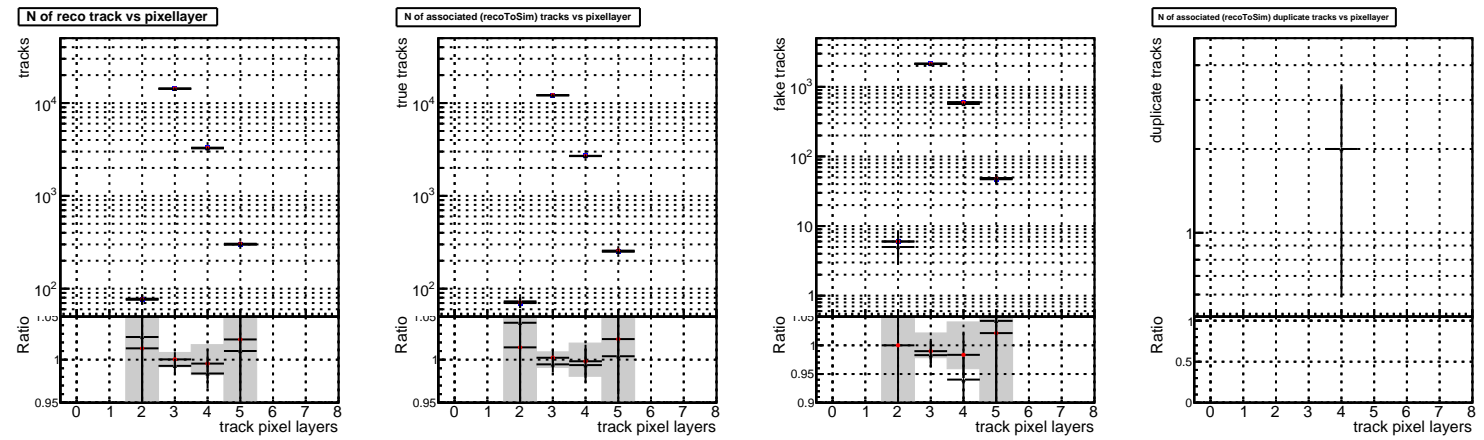 N of reco track vs pixellayer
tracks
10^4
10^3
10^2
Ratio
1.05
1
0.95
0 1 2 3 4 5 6 7 8
track pixel layers
N of associated (recoToSim) tracks vs pixellayer
true tracks
10^4
10^3
10^2
Ratio
1.05
1
0.95
0 1 2 3 4 5 6 7 8
track pixel layers
fake tracks
10^3
10^2
10
1
Ratio
1.05
1
0.95
0.9
0 1 2 3 4 5 6 7 8
track pixel layers
N of associated (recoToSim) duplicate tracks vs pixellayer
duplicate tracks
1
Ratio
1
0.5
0
0 1 2 3 4 5 6 7 8
track pixel layers